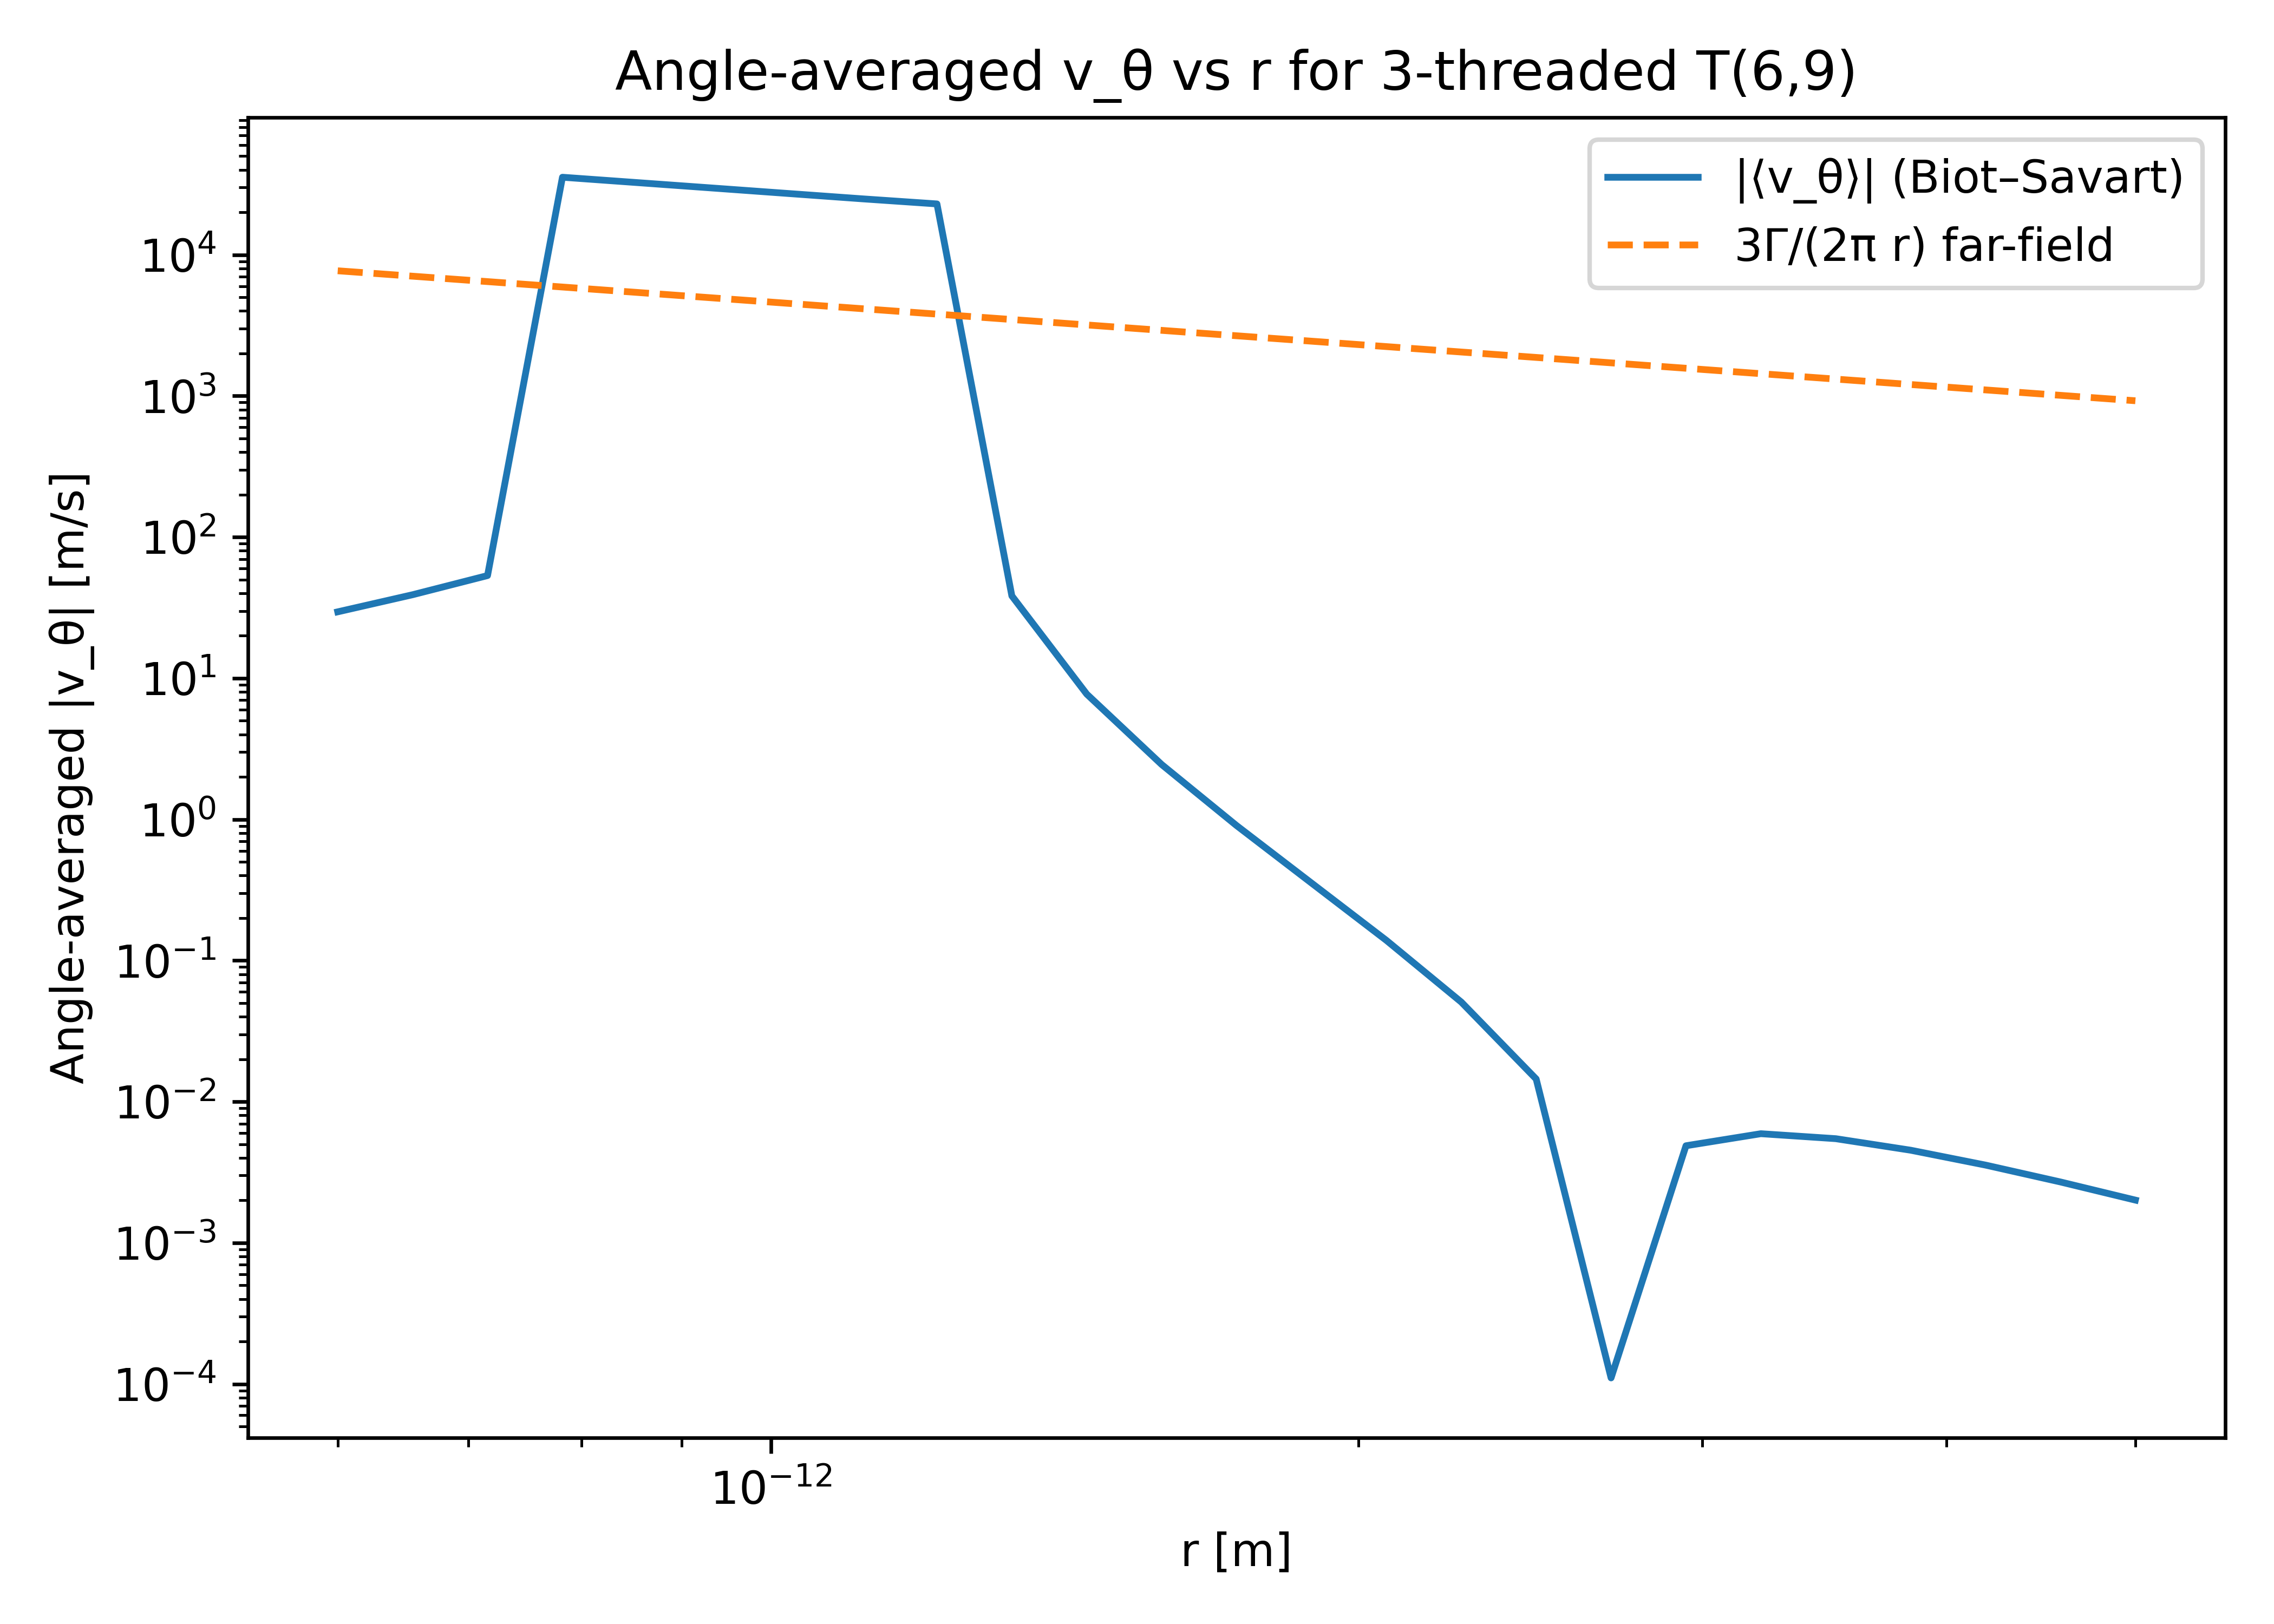 Angle-averaged v_θ vs r for 3-threaded T(6,9)
|⟨v_θ⟩| (Biot–Savart)
3Γ/(2π r) far-field
Angle-averaged |v_θ| [m/s]
10⁴
10³
10²
10¹
10⁰
10⁻¹
10⁻²
10⁻³
10⁻⁴
10⁻¹²
r [m]